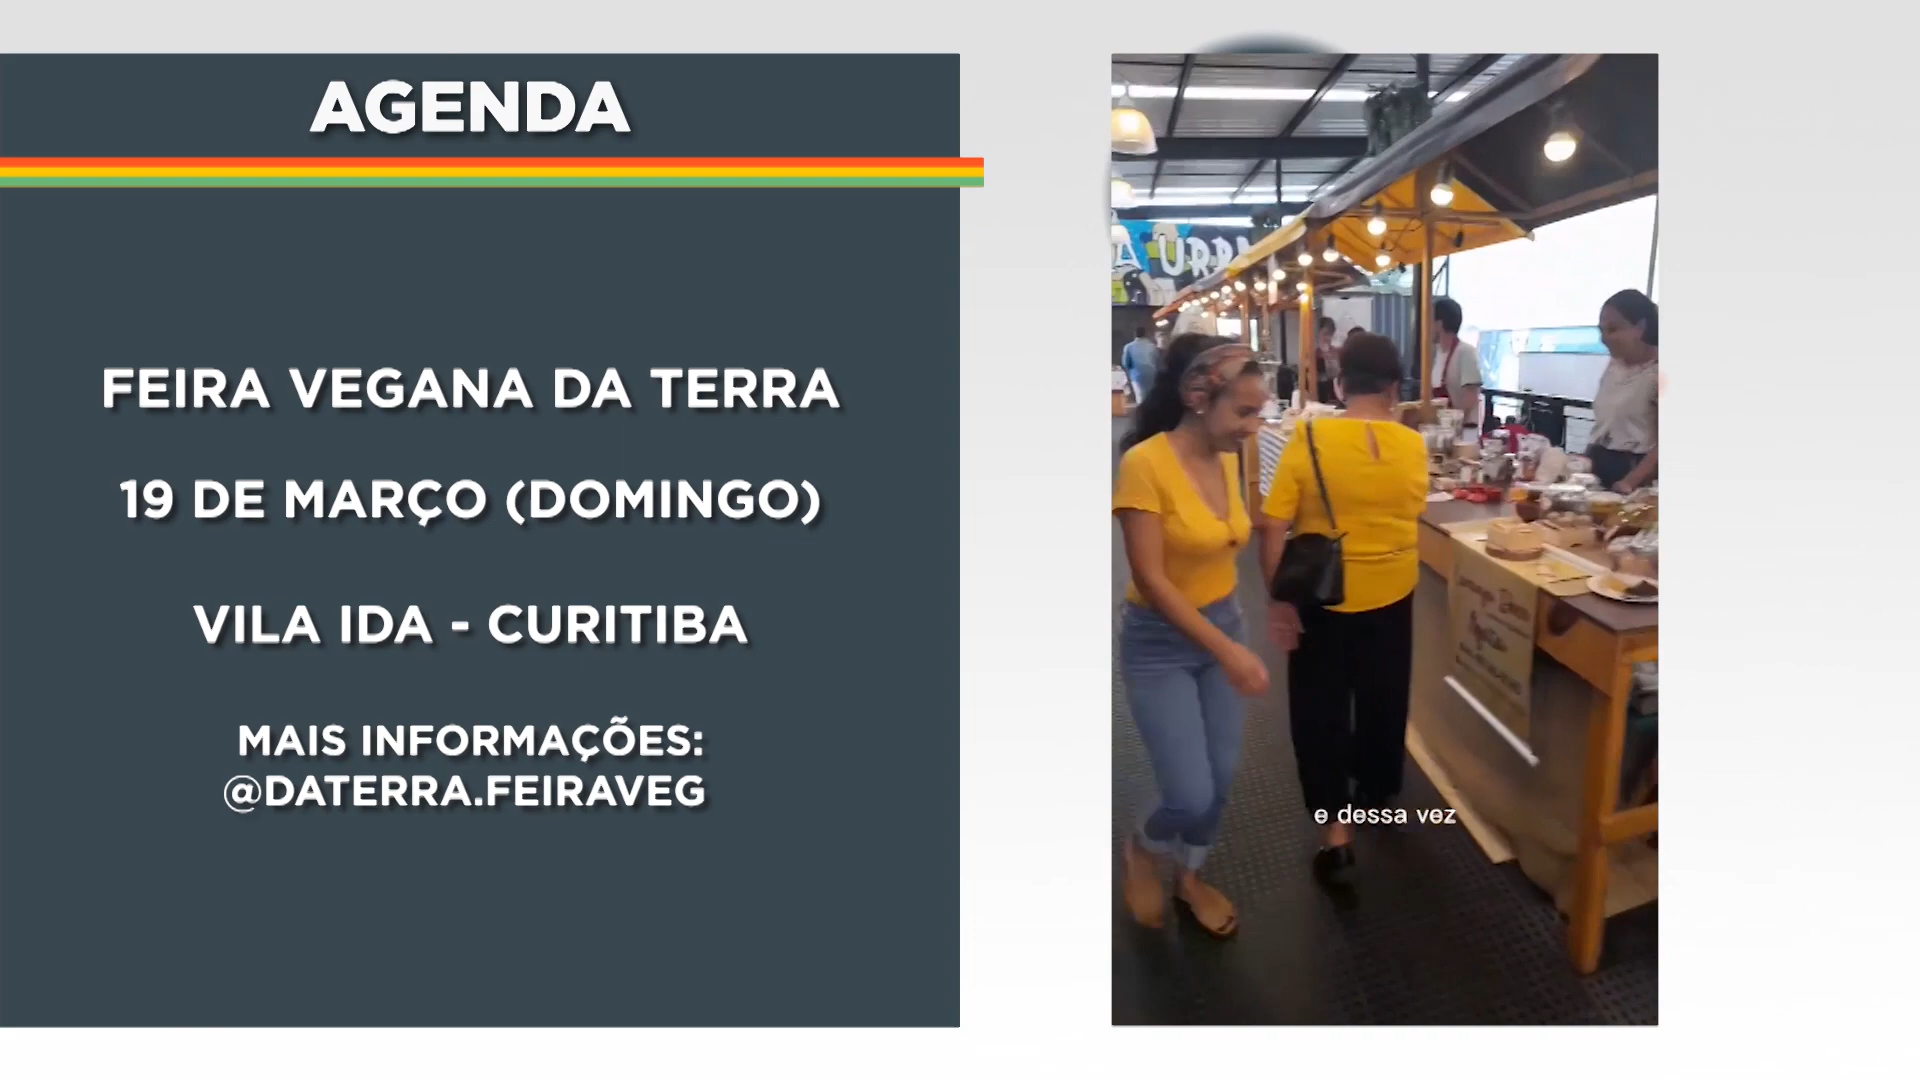 AGENDA
FEIRA VEGANA DA TERRA
19 DE MARÇO (DOMINGO)
VILA IDA - CURITIBA
MAIS INFORMAÇÕES:
@DATERRA.FEIRAVEG
e dessa vez